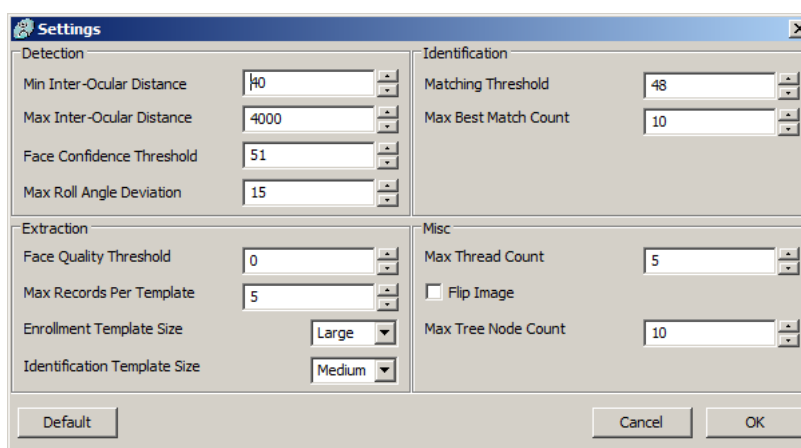 Settings
Detection
Min Inter-Ocular Distance 40
Max Inter-Ocular Distance 4000
Face Confidence Threshold 51
Max Roll Angle Deviation 15
Identification
Matching Threshold 48
Max Best Match Count 10
Extraction
Face Quality Threshold 0
Max Records Per Template 5
Enrollment Template Size Large
Identification Template Size Medium
Misc
Max Thread Count 5
Flip Image
Max Tree Node Count 10
Default Cancel OK